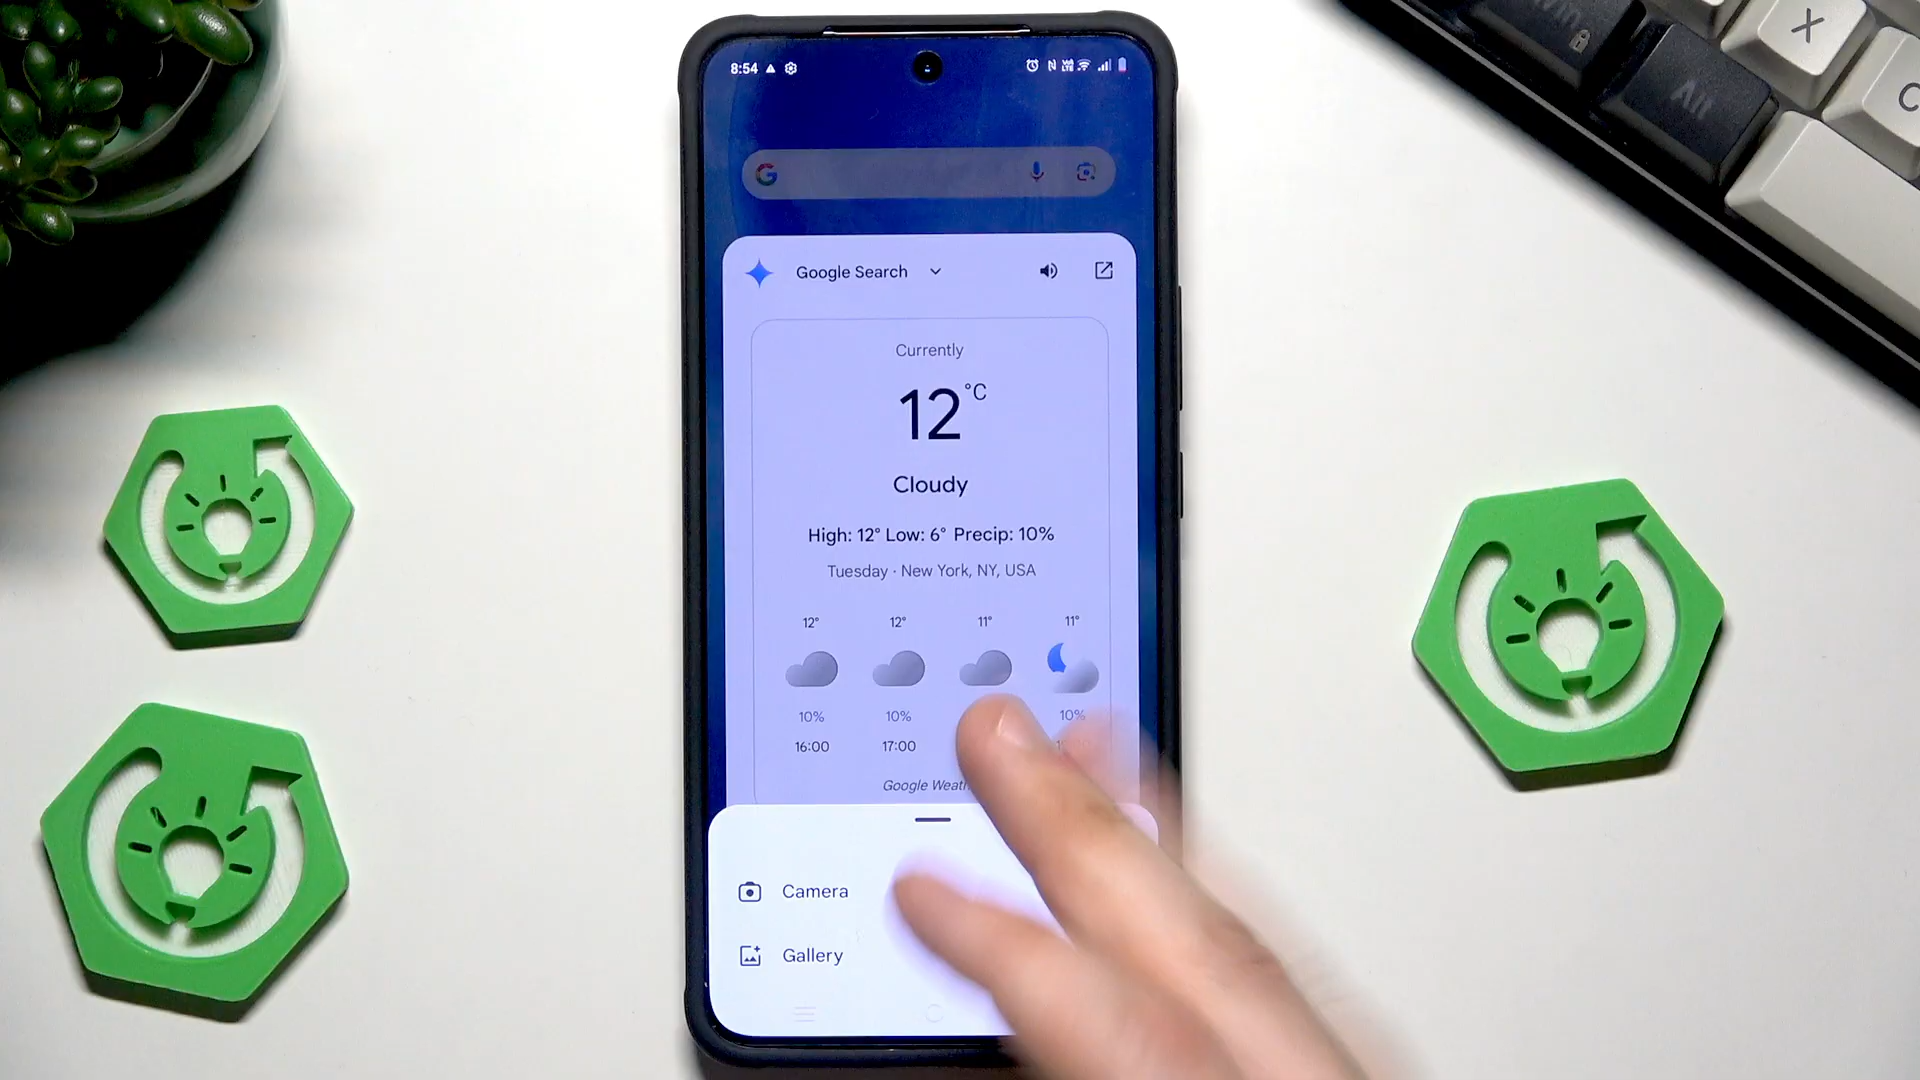 8:54
Google Search
Currently
12°C
Cloudy
High: 12° Low: 6° Precip: 10%
Tuesday · New York, NY, USA
12° 12° 11° 11°
10% 10% 10%
16:00 17:00
Google
Camera
Gallery
Alt
X
C